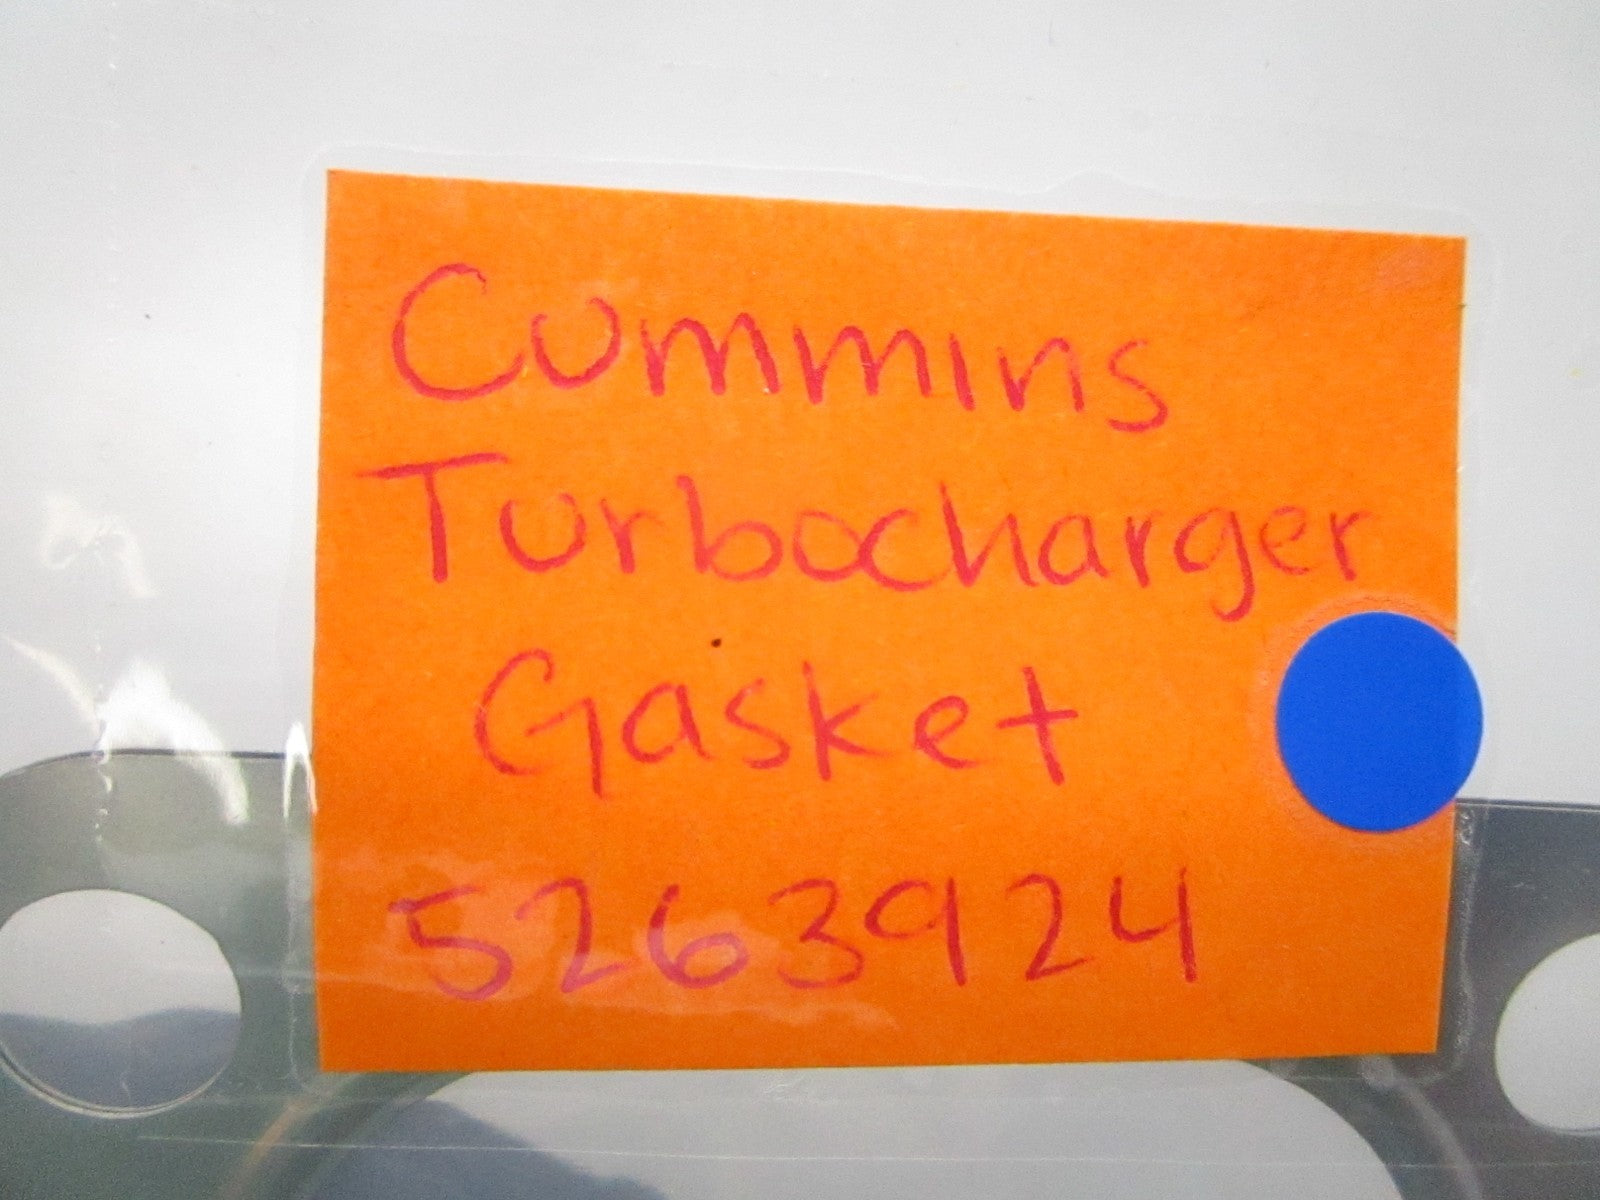 Cummins
Turbocharger
Gasket
5263924